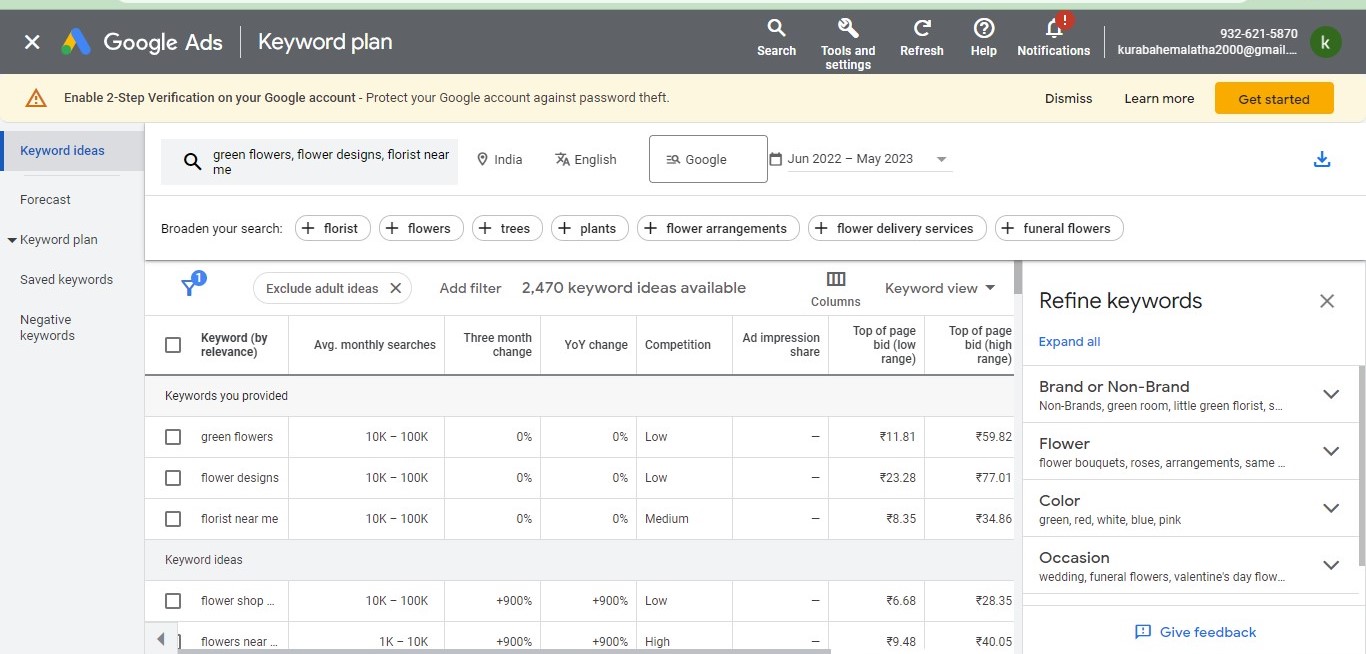 Google Ads
Keyword plan
Search
Tools and
settings
Refresh
Help
!
Notifications
932-621-5870
kurabahemalatha2000@gmail....
k
Enable 2-Step Verification on your Google account - Protect your Google account against password theft.
Dismiss
Learn more
Get started
Keyword ideas
Forecast
Keyword plan
Saved keywords
Negative
keywords
green flowers, flower designs, florist near
me
India
English
Google
Jun 2022 – May 2023
Broaden your search:
florist
flowers
trees
plants
flower arrangements
flower delivery services
funeral flowers
1
Exclude adult ideas
Add filter
2,470 keyword ideas available
Columns
Keyword view
Keyword (by
relevance)
Avg. monthly searches
Three month
change
YoY change
Competition
Ad impression
share
Top of page
bid (low
range)
Top of page
bid (high
range)
Keywords you provided
green flowers 10K – 100K 0% 0% Low – ₹11.81 ₹59.82
flower designs 10K – 100K 0% 0% Low – ₹23.28 ₹77.01
florist near me 10K – 100K 0% 0% Medium – ₹8.35 ₹34.86
Keyword ideas
flower shop ... 10K – 100K +900% +900% Low – ₹6.68 ₹28.35
flowers near ... 1K – 10K +900% +900% High – ₹9.48 ₹40.05
Refine keywords
Expand all
Brand or Non-Brand
Non-Brands, green room, little green florist, s...
Flower
flower bouquets, roses, arrangements, same ...
Color
green, red, white, blue, pink
Occasion
wedding, funeral flowers, valentine's day flow...
Give feedback